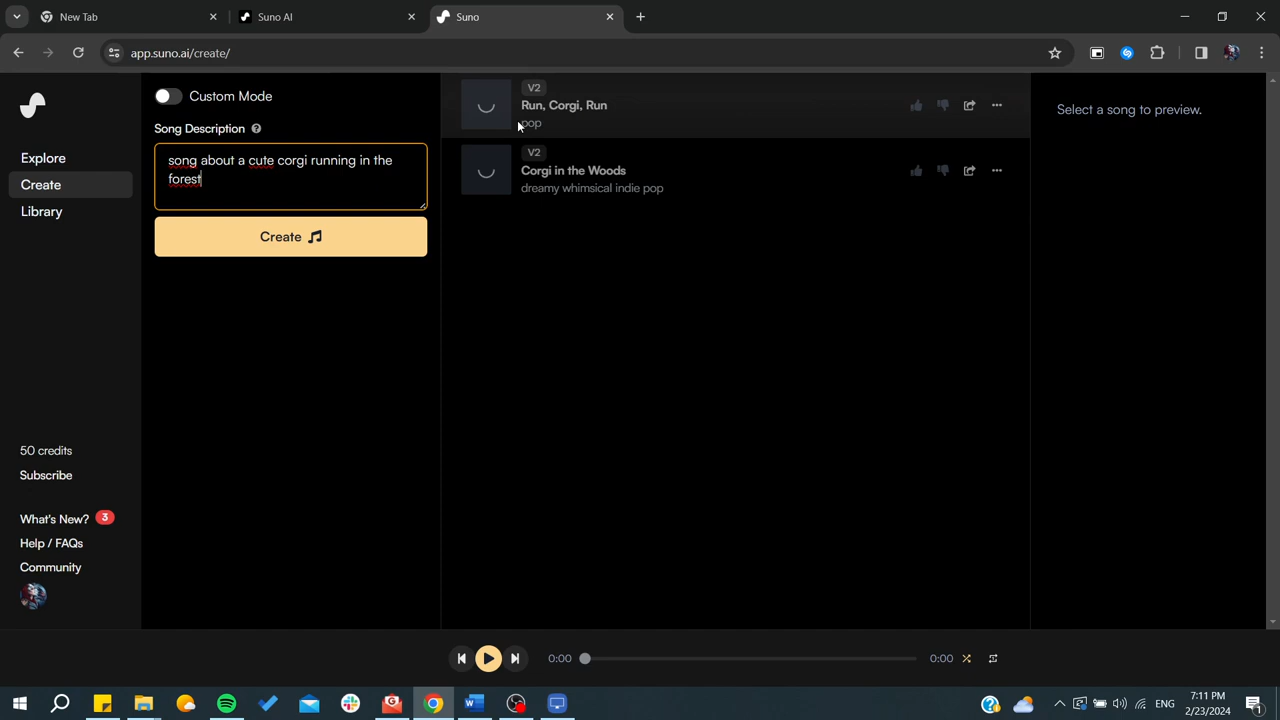 New Tab
Suno AI
Suno
app.suno.ai/create/
Custom Mode
Song Description
song about a cute corgi running in the
forest
Create
Explore
Create
Library
50 credits
Subscribe
What's New? 3
Help / FAQs
Community
V2
Run, Corgi, Run
pop
V2
Corgi in the Woods
dreamy whimsical indie pop
Select a song to preview.
0:00
0:00
ENG
7:11 PM
2/23/2024